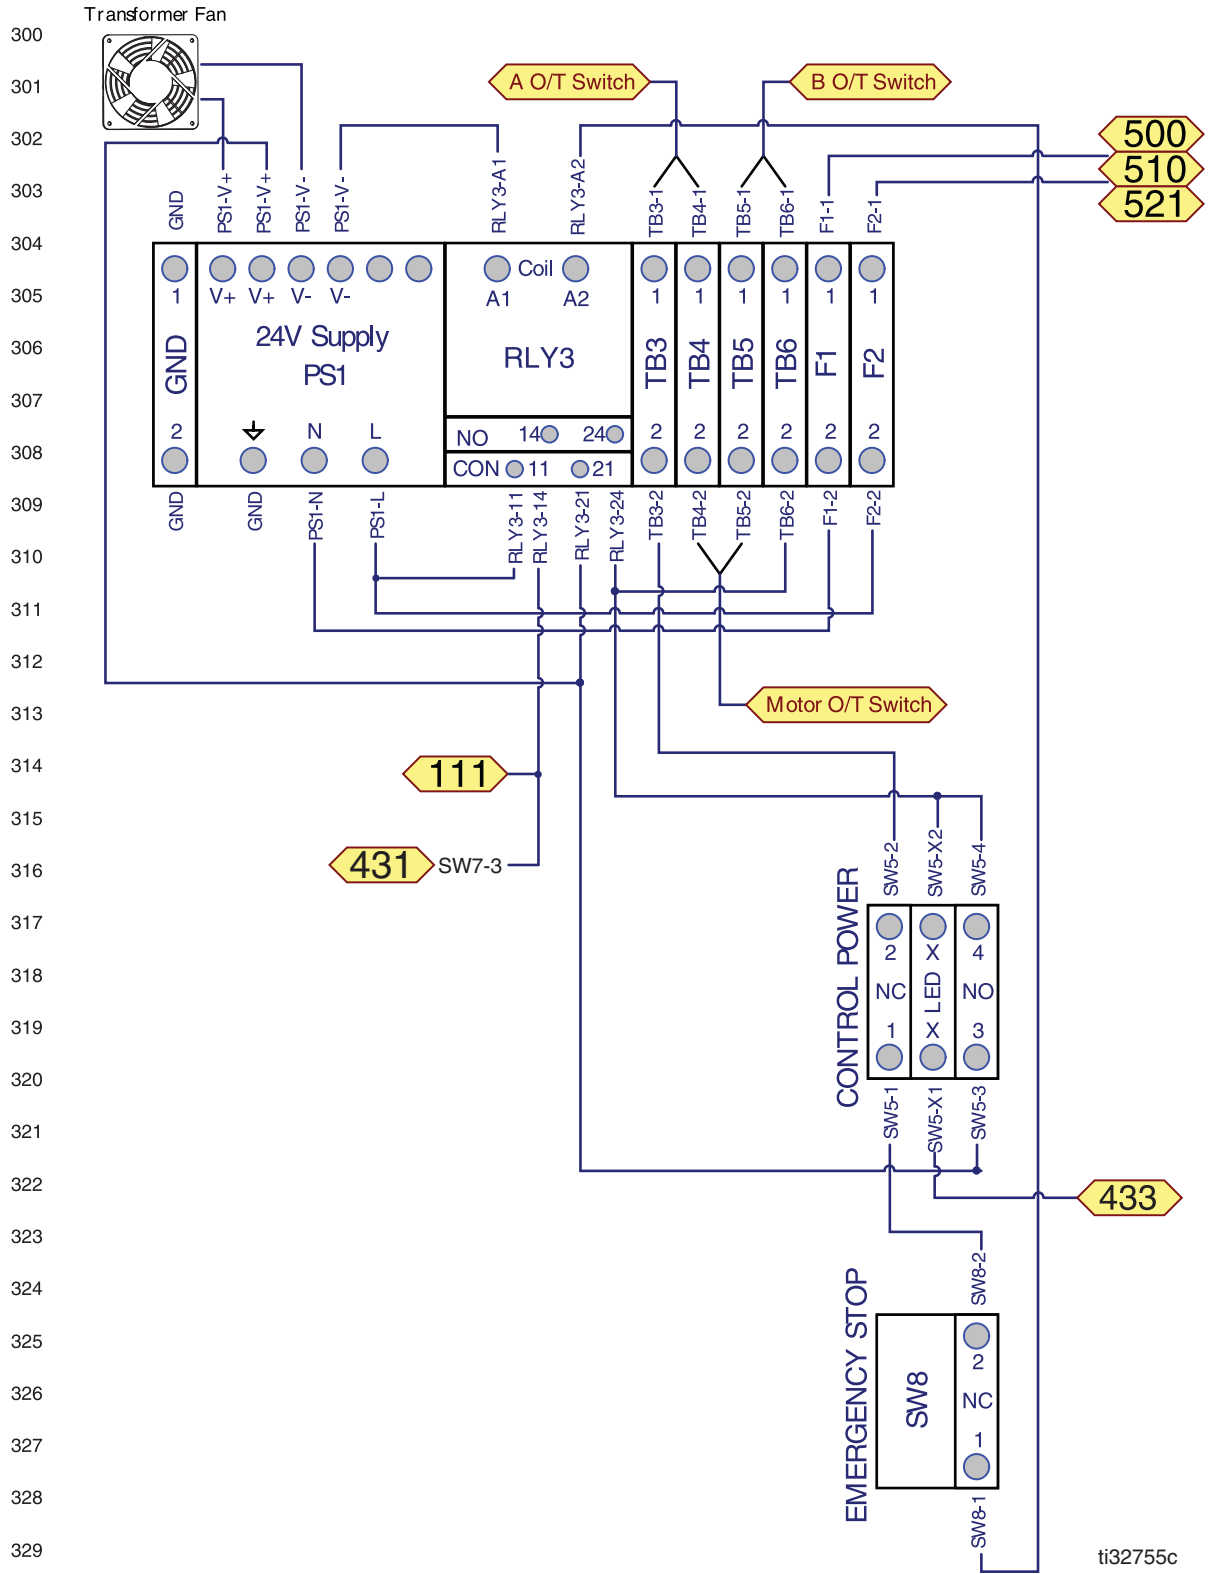 Transformer Fan
300
301
302
303
304
305
306
307
308
309
310
311
312
313
314
315
316
317
318
319
320
321
322
323
324
325
326
327
328
329
A O/T Switch
B O/T Switch
500
510
521
GND
PS1-V+
PS1-V+
PS1-V-
PS1-V-
RLY3-A1
RLY3-A2
TB3-1
TB4-1
TB5-1
TB6-1
F1-1
F2-1
1
GND
2
V+
V+
V-
V-
24V Supply
PS1
N
L
Coil
A1
A2
RLY3
NO
14
24
CON
11
21
1
TB3
2
1
TB4
2
1
TB5
2
1
TB6
2
1
F1
2
1
F2
2
GND
GND
PS1-N
PS1-L
RLY3-11
RLY3-14
RLY3-21
RLY3-24
TB3-2
TB4-2
TB5-2
TB6-2
F1-2
F2-2
Motor O/T Switch
111
431
SW7-3
SW5-2
SW5-X2
SW5-4
CONTROL POWER
2
NC
1
X
LED
X
4
NO
3
SW5-1
SW5-X1
SW5-3
433
SW8-2
EMERGENCY STOP
SW8
2
NC
1
SW8-1
ti32755c